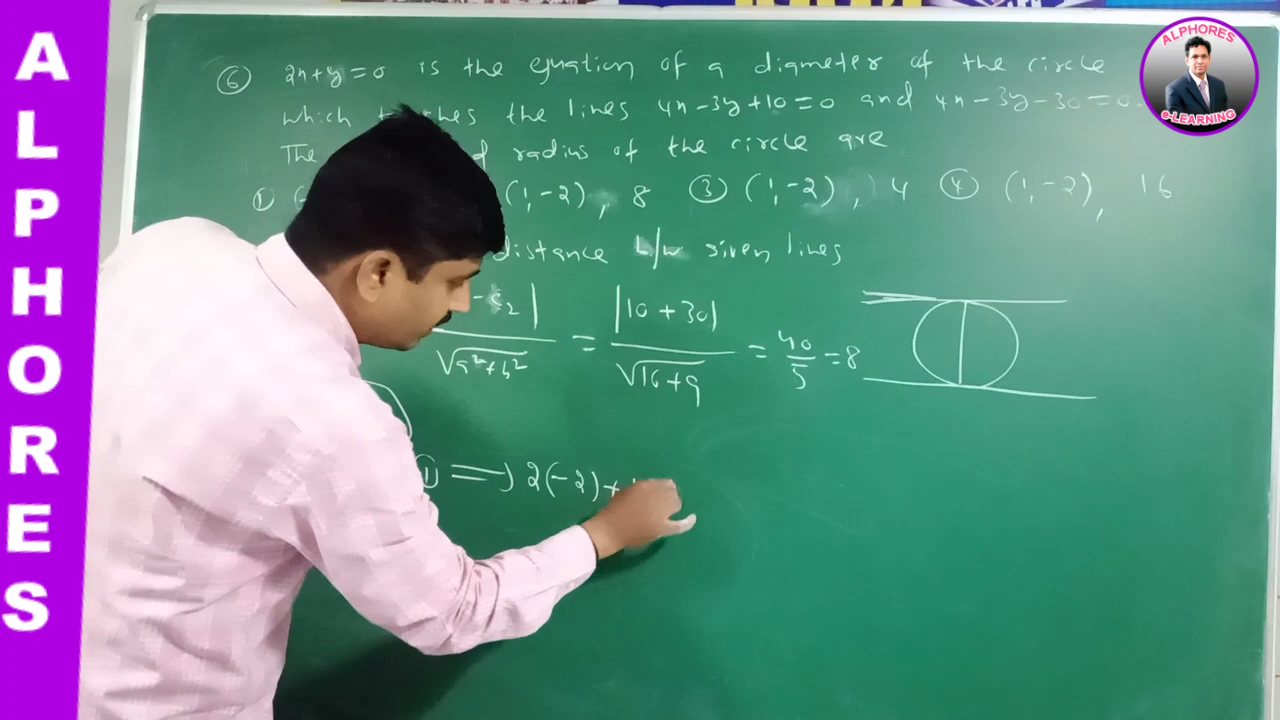 ALPHORES
ALPHORES
e-LEARNING
⑥ 2x+y=0 is the equation of a diameter of the circle
which the lines 4x-3y+10=0 and 4x-3y-30=0.
The radius of the circle are
① (1,-2), 8 ③ (1,-2), 4 ④ (1,-2), 16
distance b/w given lines
-c₂| / √a²+b² = |10+30| / √16+9 = 40/5 = 8
① ⟹ 2(-2)+